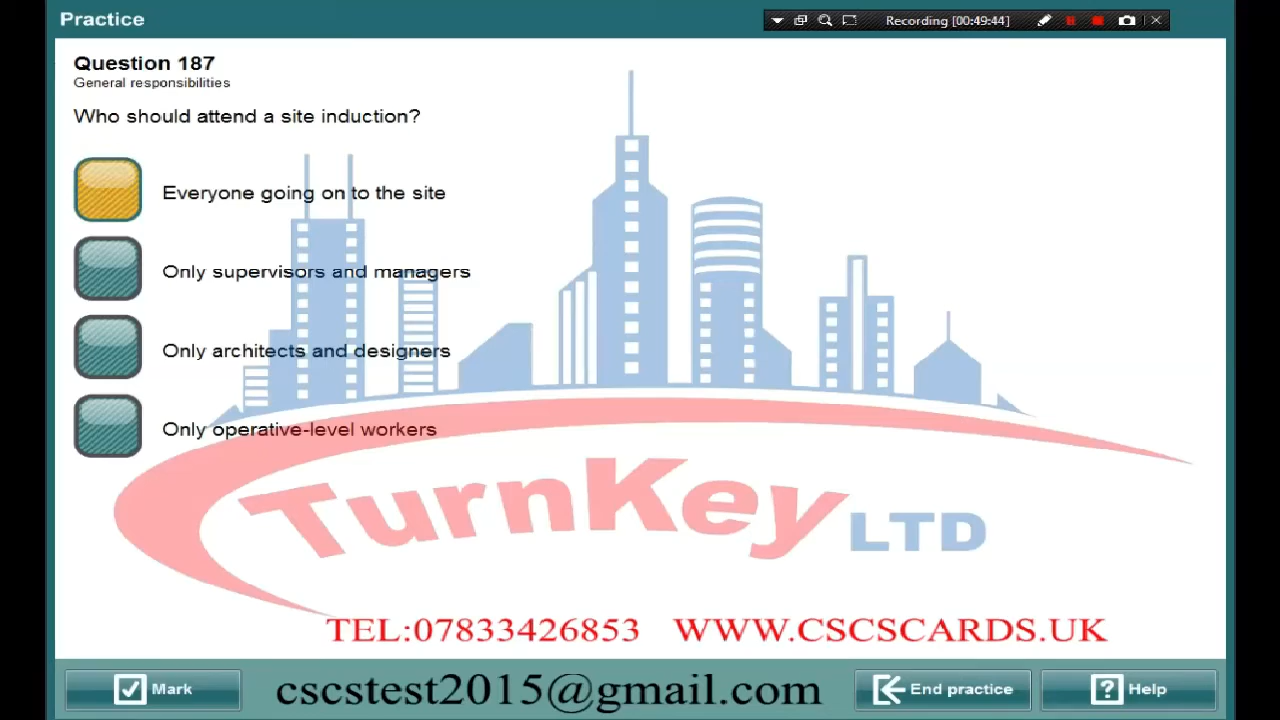 Practice
Recording [00:49:44]
Question 187
General responsibilities
Who should attend a site induction?
Everyone going on to the site
Only supervisors and managers
Only architects and designers
Only operative-level workers
TurnKey LTD
TEL:07833426853 WWW.CSCSCARDS.UK
Mark
cscstest2015@gmail.com
End practice
? Help